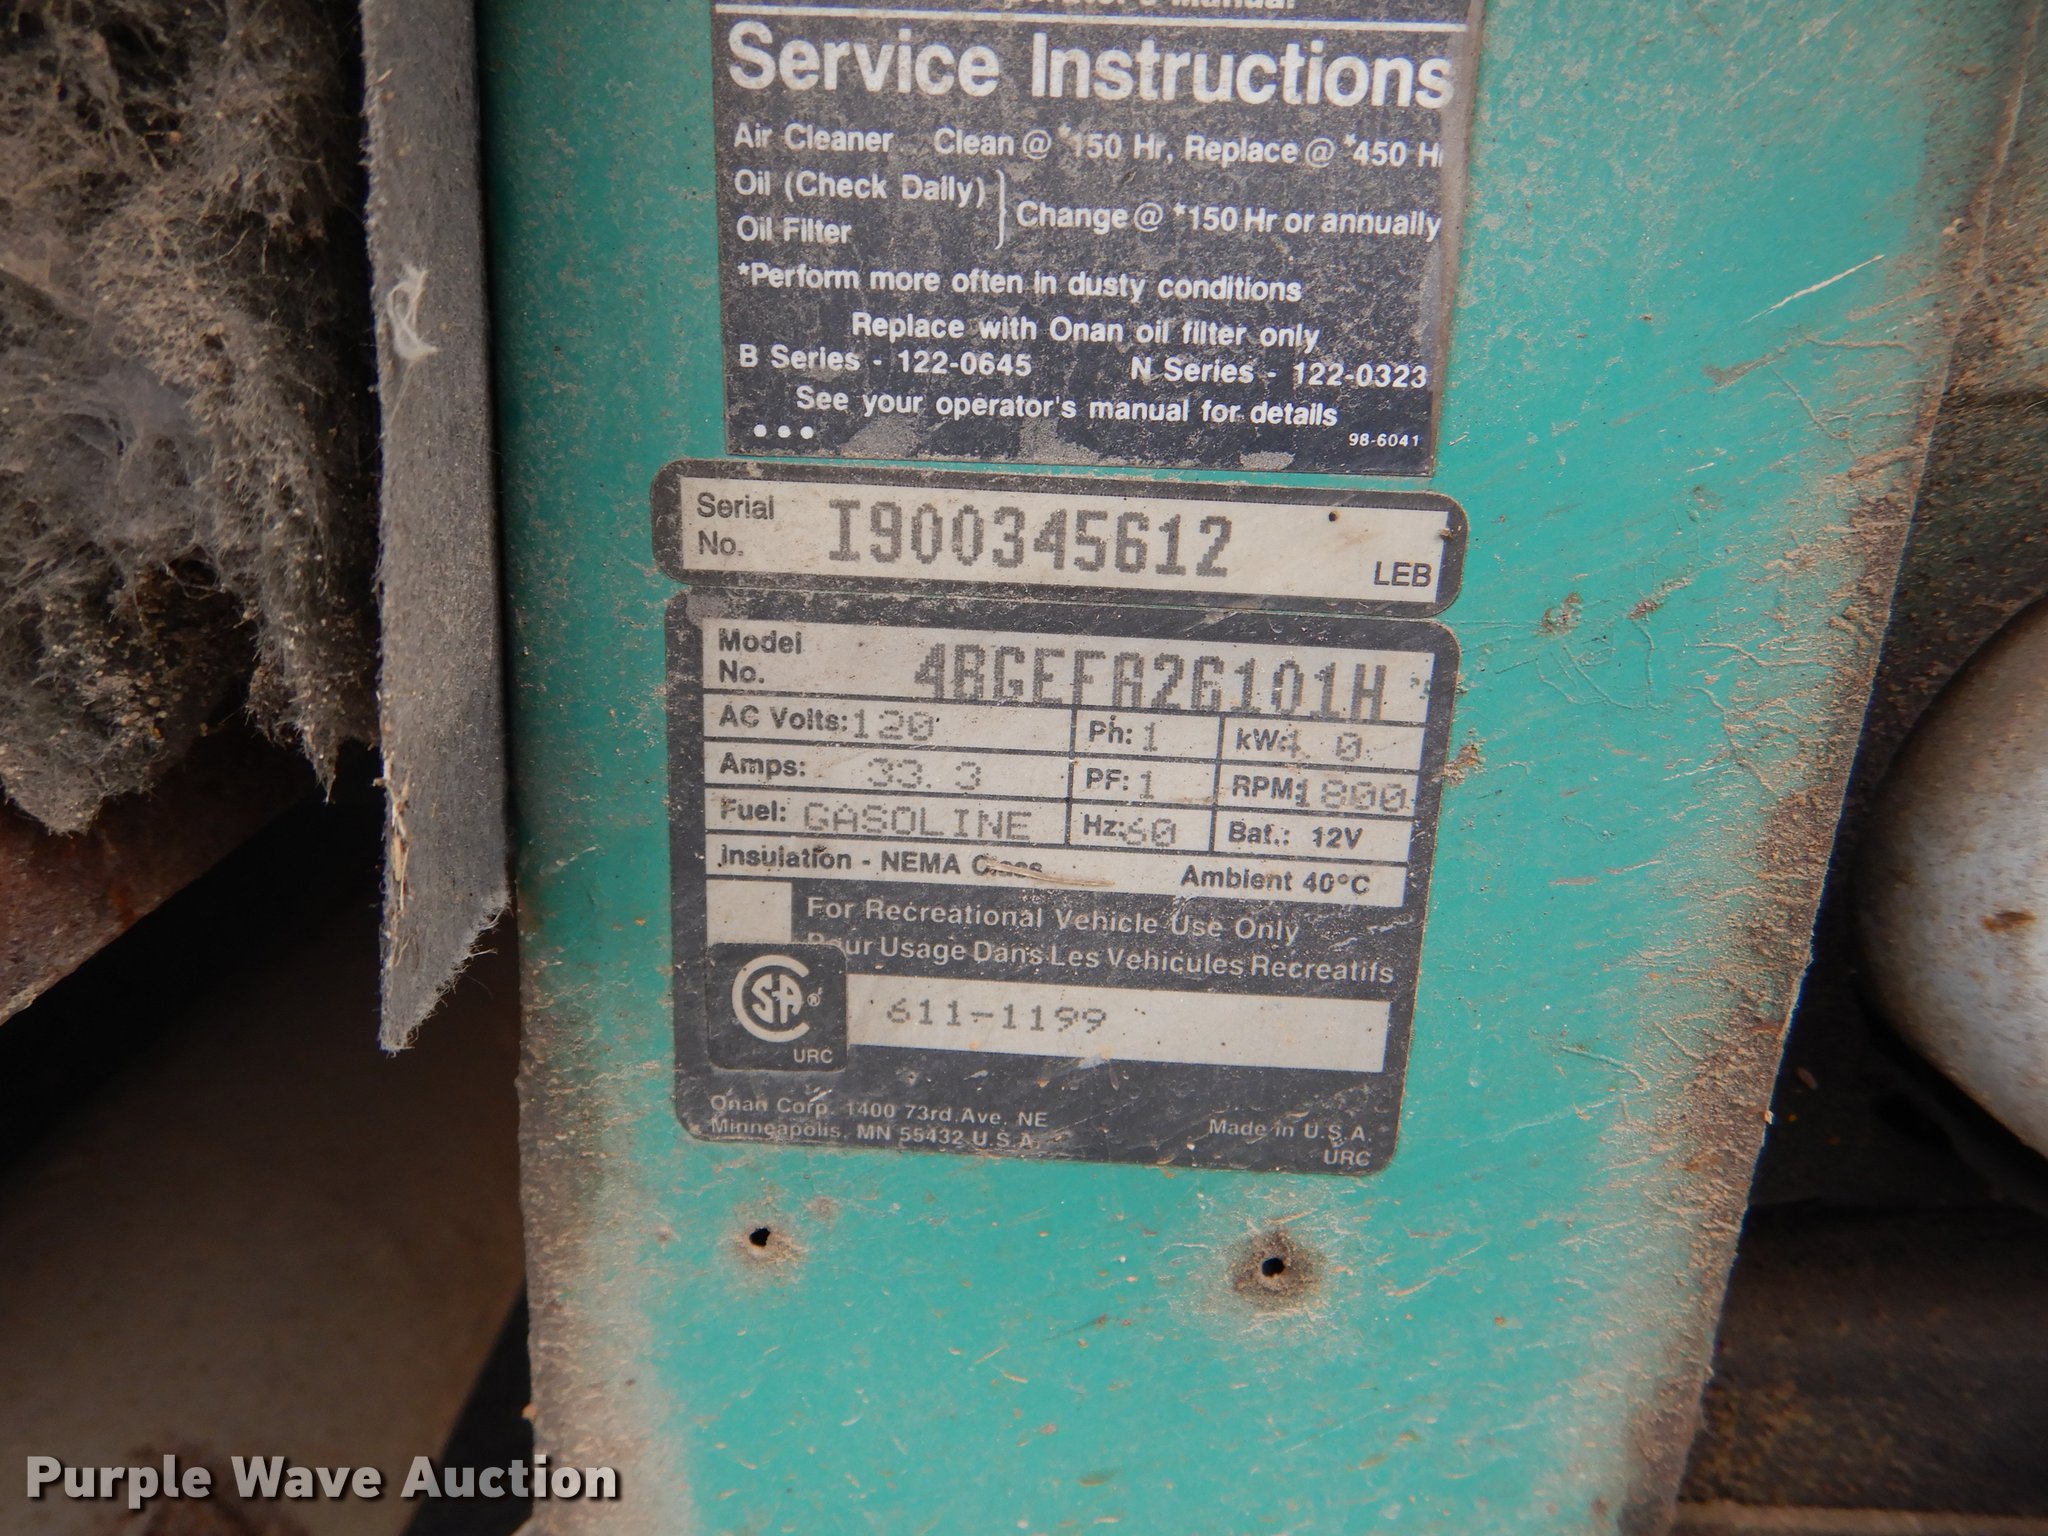 Operator's Manual
Service Instructions
Air Cleaner Clean @ *150 Hr, Replace @ *450 Hr
Oil (Check Daily)
Oil Filter
Change @ *150 Hr or annually
*Perform more often in dusty conditions
Replace with Onan oil filter only
B Series - 122-0645 N Series - 122-0323
See your operator's manual for details
98-6041
Serial
No. I900345612
LEB
Model
No. 4BGEFA26101H
AC Volts: 120 Ph: 1 kW: 4.0
Amps: 33.3 PF: 1 RPM: 1800
Fuel: GASOLINE Hz: 60 Bat.: 12V
Insulation - NEMA Class Ambient 40°C
For Recreational Vehicle Use Only
Pour Usage Dans Les Vehicules Recreatifs
CSA ®
URC
611-1199
Onan Corp. 1400 73rd Ave. NE
Minneapolis, MN 55432 U.S.A.
Made in U.S.A.
URC
Purple Wave Auction